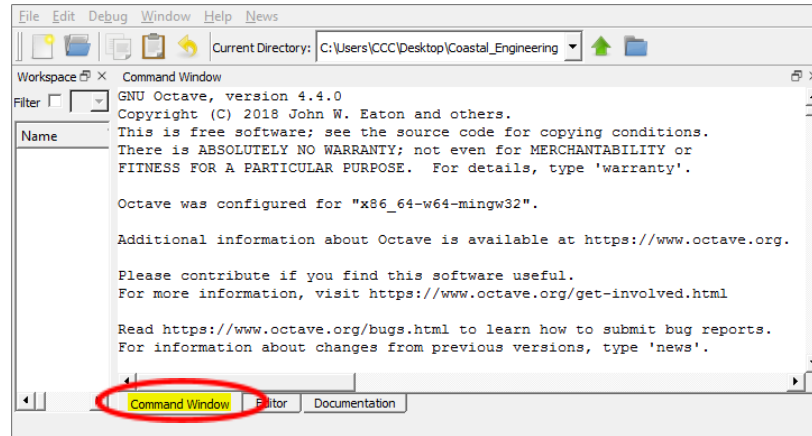 File Edit Debug Window Help News
Current Directory: C:\Users\CCC\Desktop\Coastal_Engineering
Workspace Command Window
Filter
Name
GNU Octave, version 4.4.0
Copyright (C) 2018 John W. Eaton and others.
This is free software; see the source code for copying conditions.
There is ABSOLUTELY NO WARRANTY; not even for MERCHANTABILITY or
FITNESS FOR A PARTICULAR PURPOSE.  For details, type 'warranty'.
Octave was configured for "x86_64-w64-mingw32".
Additional information about Octave is available at https://www.octave.org.
Please contribute if you find this software useful.
For more information, visit https://www.octave.org/get-involved.html
Read https://www.octave.org/bugs.html to learn how to submit bug reports.
For information about changes from previous versions, type 'news'.
Command Window Editor Documentation